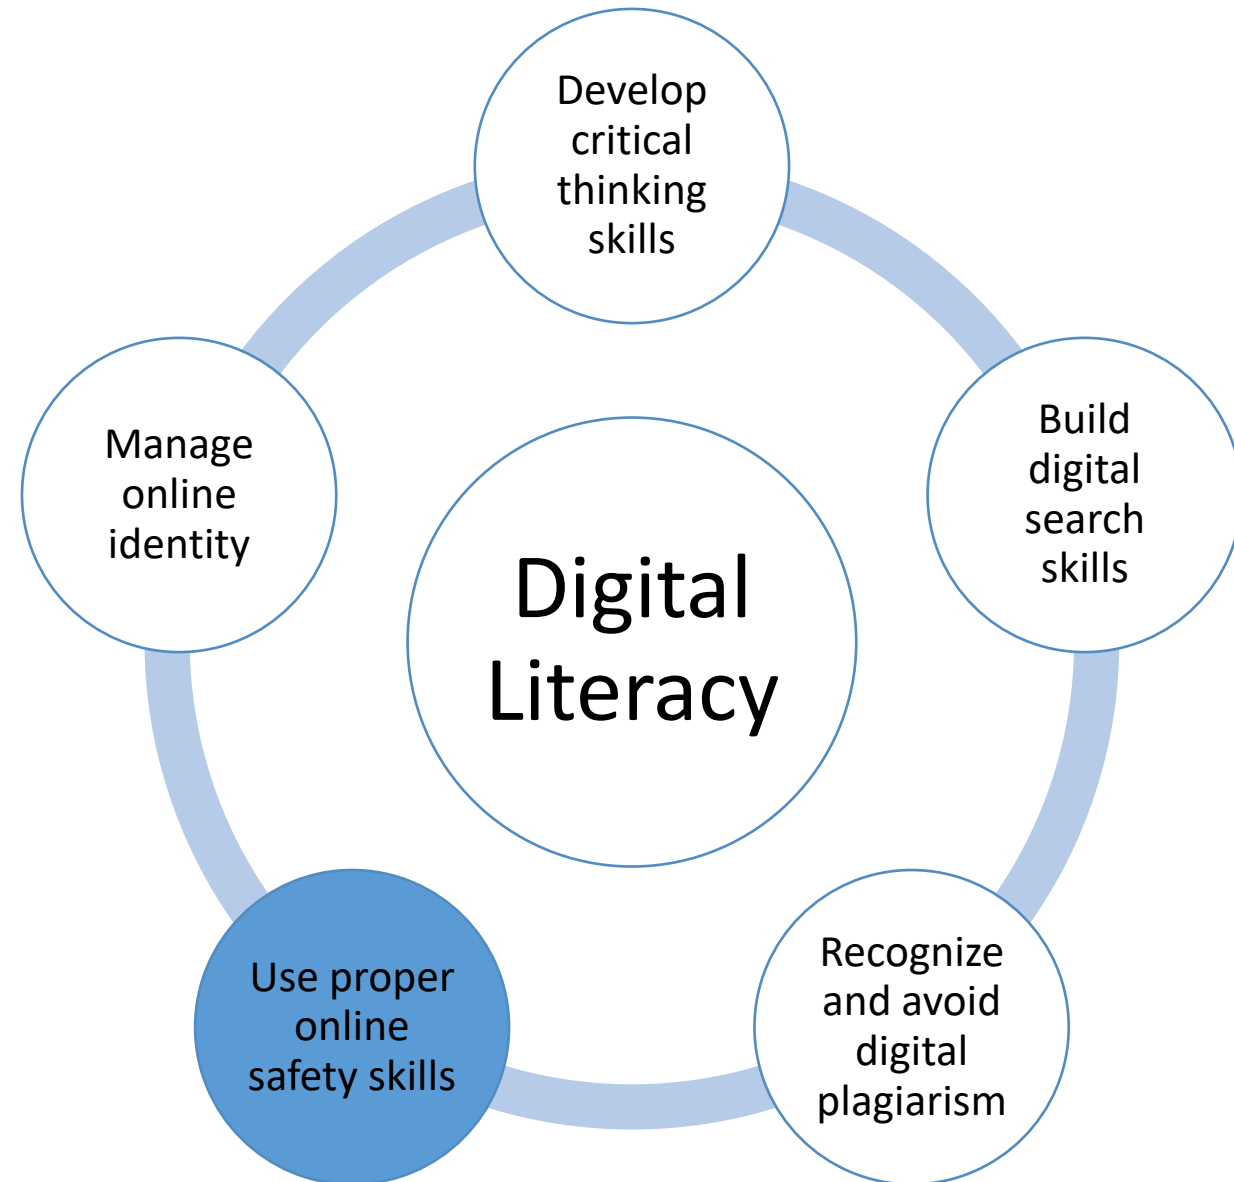 Develop
critical
thinking
skills
Build
digital
search
skills
Recognize
and avoid
digital
plagiarism
Use proper
online
safety skills
Manage
online
identity
Digital
Literacy